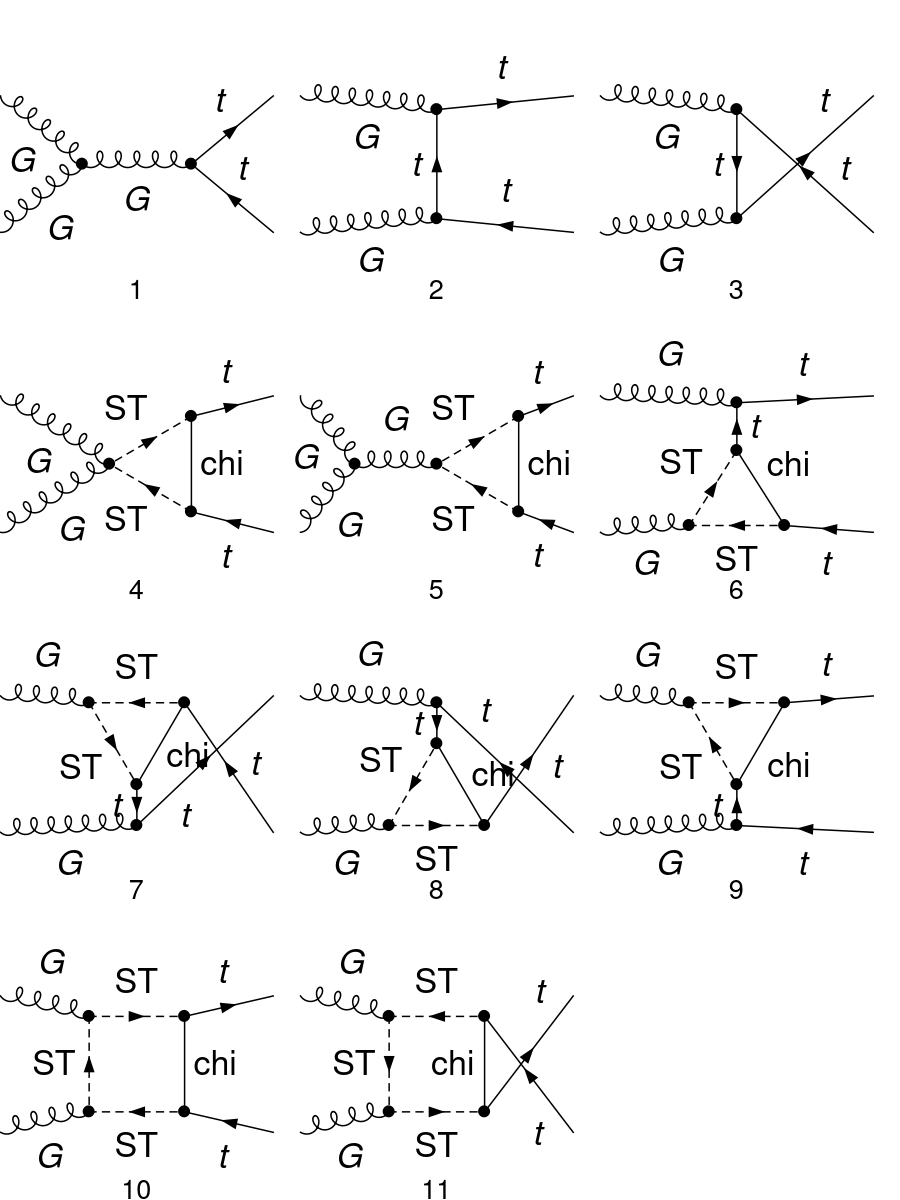 t t t
G G G
G t t t t
G G G
G G G
1 2 3
G
t t t
ST G ST t
G G ST chi
chi chi
G ST G ST
t t G ST t
4 5 6
G ST G G ST t
t t
ST chi t ST chi t ST chi
t t t
G G ST G t
7 8 9
G ST t G ST t
ST chi ST chi
G ST t G ST t
10 11